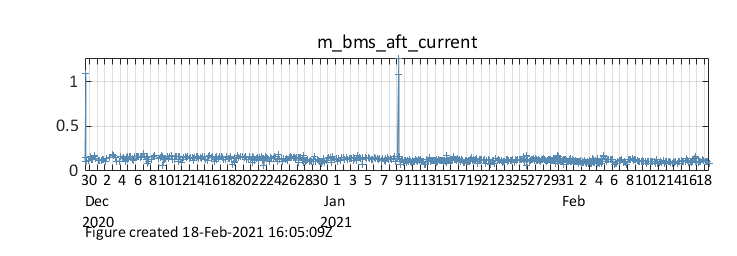 m_bms_aft_current
1
0.5
0
30 2 4 6 8 10 12 14 16 18 20 22 24 26 28 30 1 3 5 7 9 11 13 15 17 19 21 23 25 27 29 31 2 4 6 8 10 12 14 16 18
Dec Jan Feb
2020 2021
Figure created 18-Feb-2021 16:05:09Z